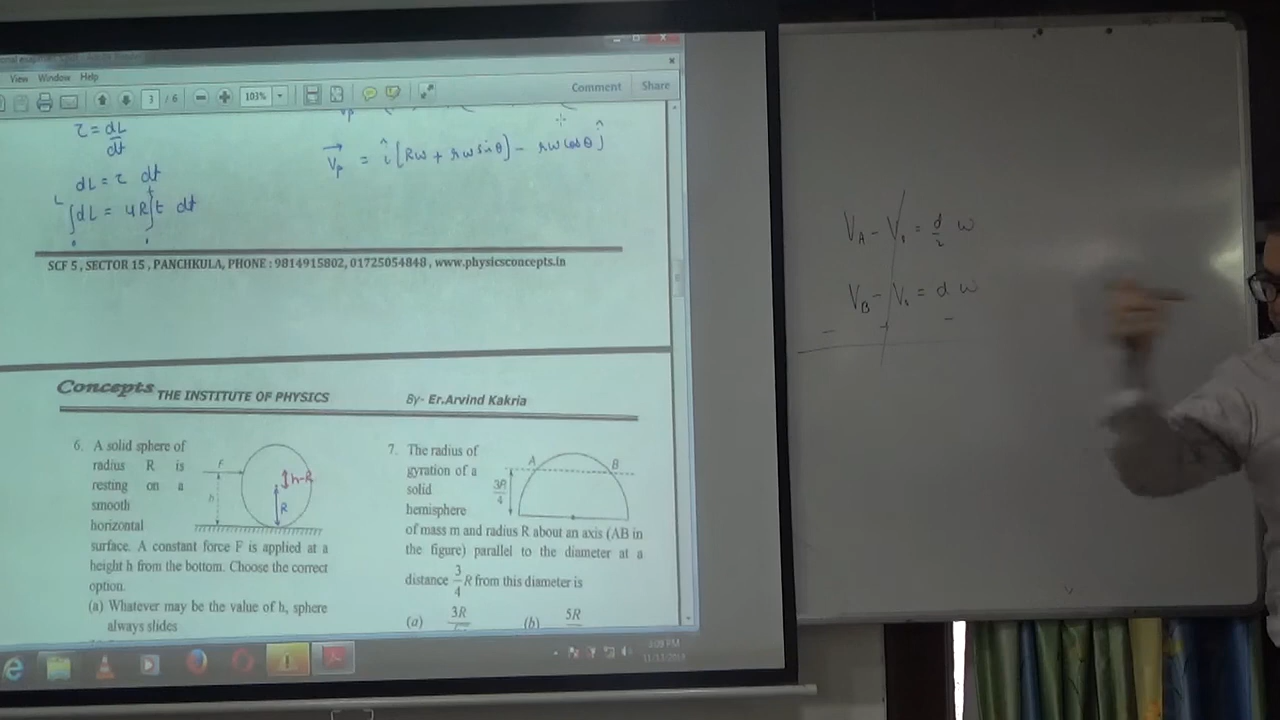 View Window Help
3 / 6
103%
Comment
Share
τ = dL/dt
dL = τ dt
∫dL = 4R∫t dt
V⃗p = î[Rω + rω sinθ] − rω cosθ ĵ
SCF 5 , SECTOR 15 , PANCHKULA, PHONE : 9814915802, 01725054848 , www.physicsconcepts.in
Concepts THE INSTITUTE OF PHYSICS
By- Er.Arvind Kakria
6. A solid sphere of
radius R is
resting on a
smooth
horizontal
surface. A constant force F is applied at a
height h from the bottom. Choose the correct
option.
(a) Whatever may be the value of h, sphere
always slides
F
h
h-R
R
7. The radius of
gyration of a
solid
hemisphere
of mass m and radius R about an axis (AB in
the figure) parallel to the diameter at a
distance 3/4 R from this diameter is
(a) 3R
(b) 5R
A
B
3R/4
VA − V₀ = d/2 ω
VB − V₀ = d ω
− + −